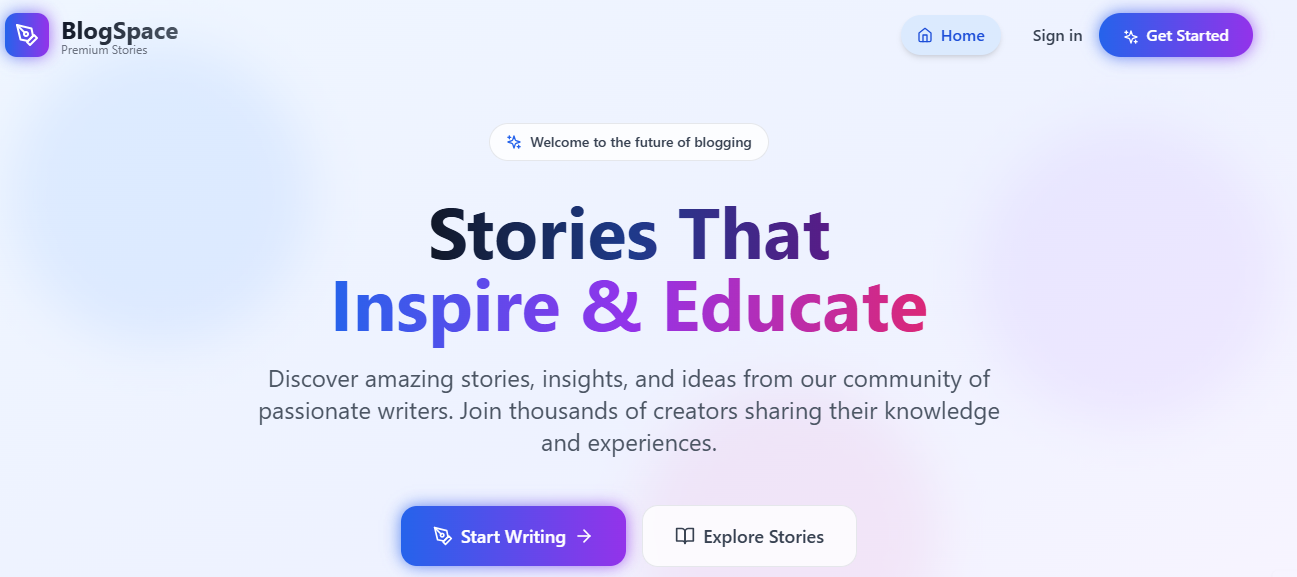 BlogSpace
Premium Stories
Home
Sign in
Get Started
Welcome to the future of blogging
Stories That
Inspire & Educate
Discover amazing stories, insights, and ideas from our community of
passionate writers. Join thousands of creators sharing their knowledge
and experiences.
Start Writing
Explore Stories